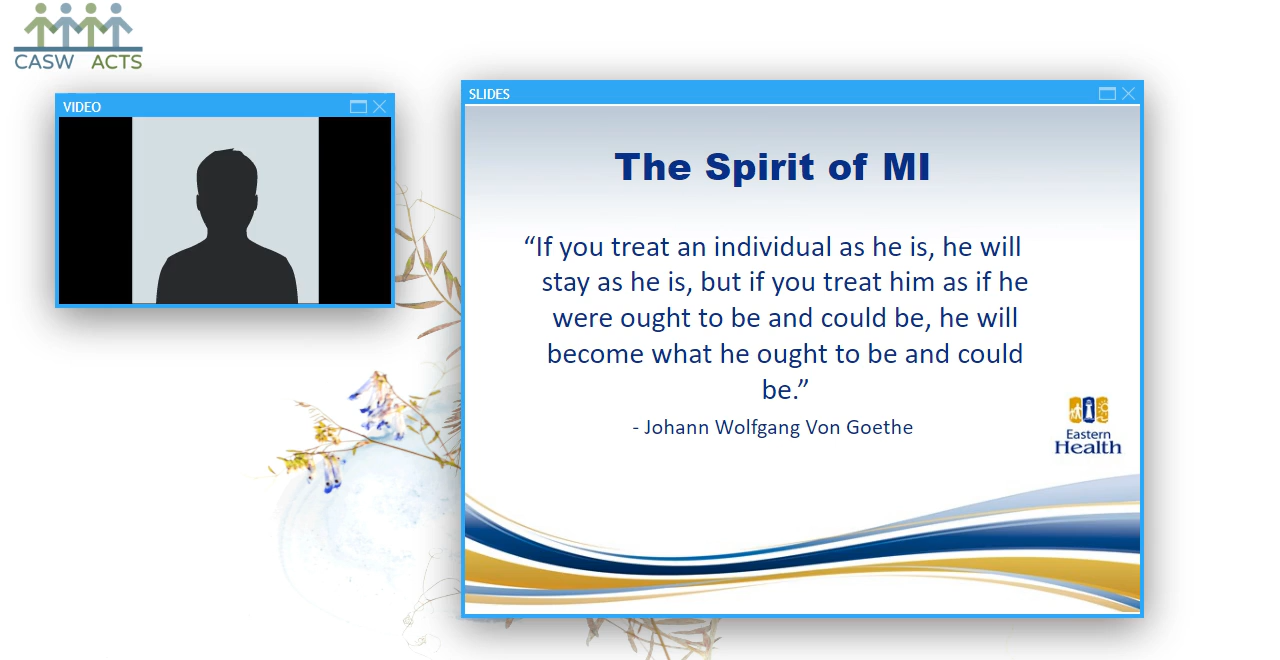 CASW ACTS
VIDEO
SLIDES
The Spirit of MI
“If you treat an individual as he is, he will
stay as he is, but if you treat him as if he
were ought to be and could be, he will
become what he ought to be and could
be.”
- Johann Wolfgang Von Goethe
Eastern
Health